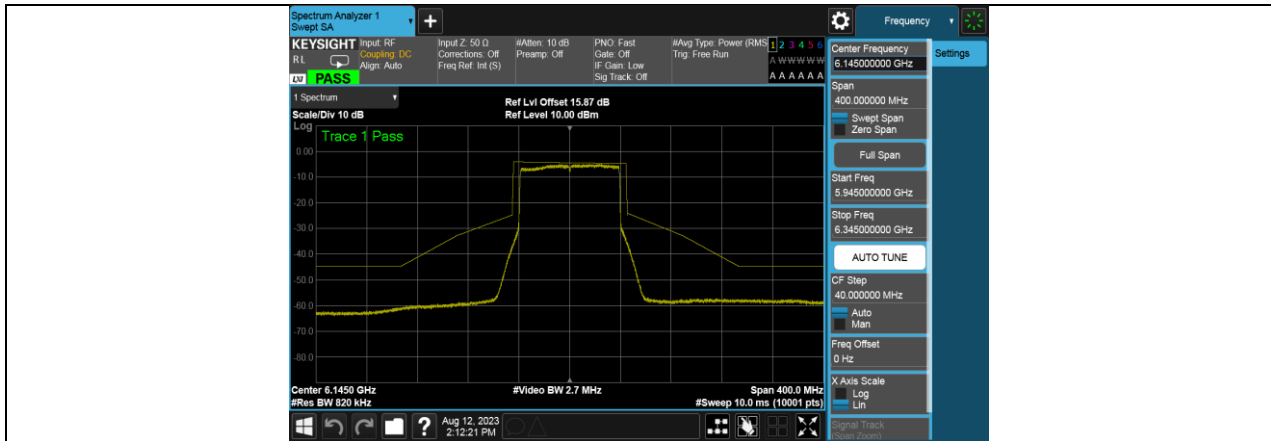 Spectrum Analyzer 1
Swept SA
+
Frequency
KEYSIGHT
RL
LXI
PASS
Input: RF
Coupling: DC
Align: Auto
Input Z: 50 Ω
Corrections: Off
Freq Ref: Int (S)
#Atten: 10 dB
Preamp: Off
PNO: Fast
Gate: Off
IF Gain: Low
Sig Track: Off
#Avg Type: Power (RMS
Trig: Free Run
1 2 3 4 5 6
A W W W W W
A A A A A A
1 Spectrum
Scale/Div 10 dB
Ref Lvl Offset 15.87 dB
Ref Level 10.00 dBm
Log
Trace 1 Pass
0.00
-10.0
-20.0
-30.0
-40.0
-50.0
-60.0
-70.0
-80.0
Center 6.1450 GHz
#Res BW 820 kHz
#Video BW 2.7 MHz
Span 400.0 MHz
#Sweep 10.0 ms (10001 pts)
?
Aug 12, 2023
2:12:21 PM
Center Frequency
6.145000000 GHz
Settings
Span
400.000000 MHz
Swept Span
Zero Span
Full Span
Start Freq
5.945000000 GHz
Stop Freq
6.345000000 GHz
AUTO TUNE
CF Step
40.000000 MHz
Auto
Man
Freq Offset
0 Hz
X Axis Scale
Log
Lin
Signal Track
(Span Zoom)